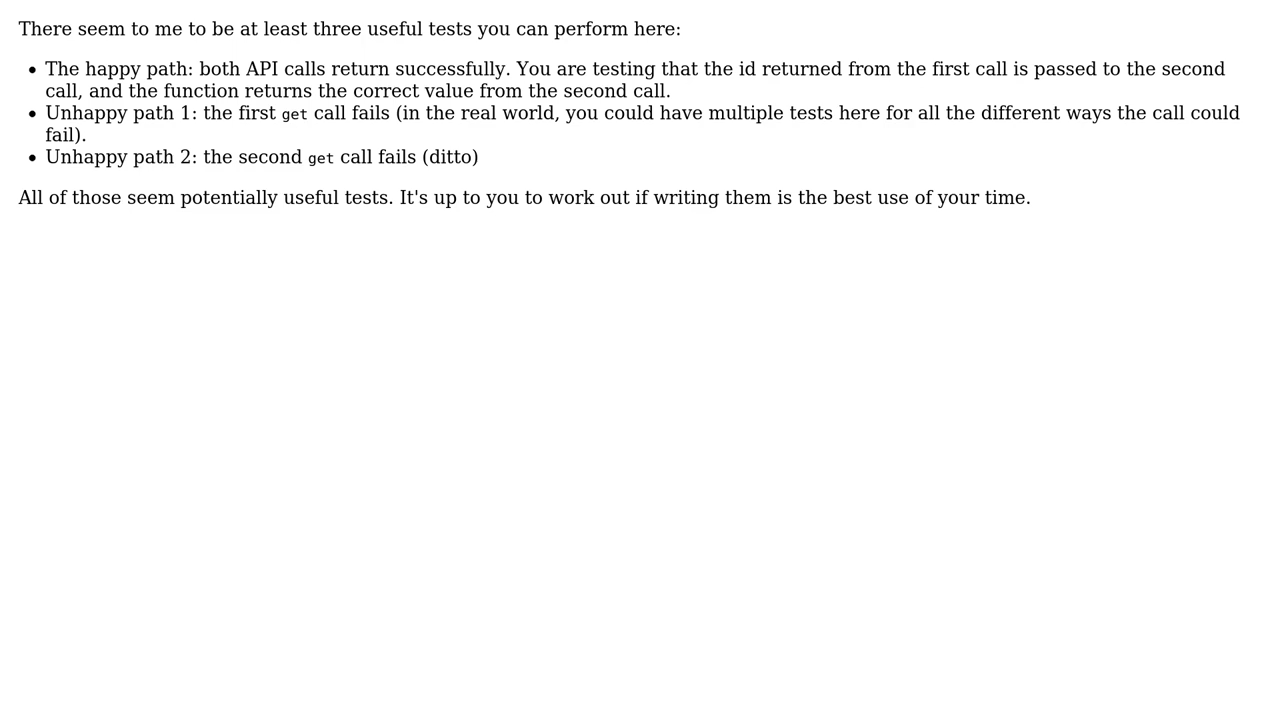 There seem to me to be at least three useful tests you can perform here:
• The happy path: both API calls return successfully. You are testing that the id returned from the first call is passed to the second
call, and the function returns the correct value from the second call.
• Unhappy path 1: the first get call fails (in the real world, you could have multiple tests here for all the different ways the call could
fail).
• Unhappy path 2: the second get call fails (ditto)
All of those seem potentially useful tests. It's up to you to work out if writing them is the best use of your time.